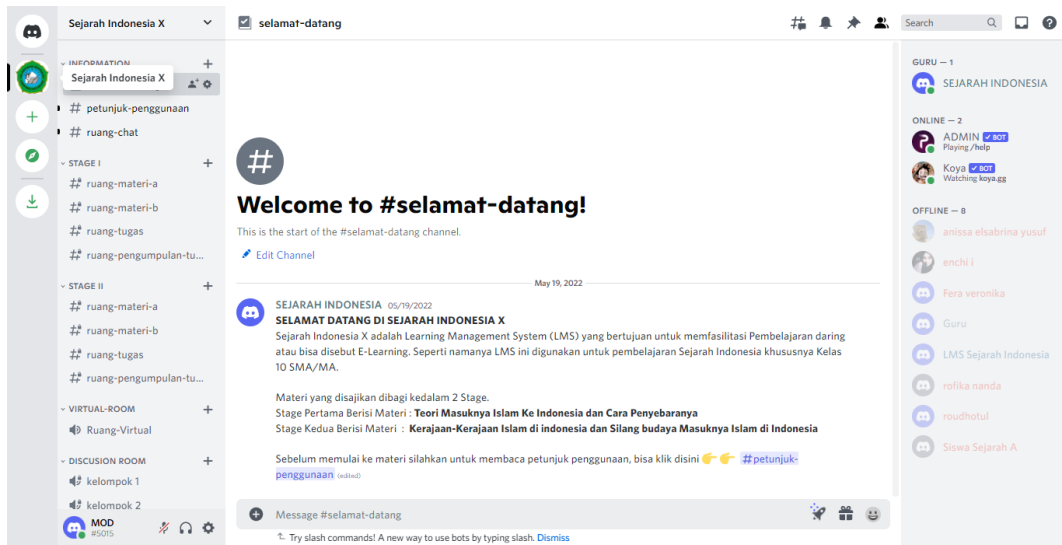 Sejarah Indonesia X
selamat-datang
Search
INFORMATION
Sejarah Indonesia X
petunjuk-penggunaan
ruang-chat
STAGE I
ruang-materi-a
ruang-materi-b
ruang-tugas
ruang-pengumpulan-tu...
STAGE II
ruang-materi-a
ruang-materi-b
ruang-tugas
ruang-pengumpulan-tu...
VIRTUAL-ROOM
Ruang-Virtual
DISCUSION ROOM
kelompok 1
kelompok 2
MOD
#5015
Welcome to #selamat-datang!
This is the start of the #selamat-datang channel.
Edit Channel
May 19, 2022
SEJARAH INDONESIA 05/19/2022
SELAMAT DATANG DI SEJARAH INDONESIA X
Sejarah Indonesia X adalah Learning Management System (LMS) yang bertujuan untuk memfasilitasi Pembelajaran daring
atau bisa disebut E-Learning. Seperti namanya LMS ini digunakan untuk pembelajaran Sejarah Indonesia khususnya Kelas
10 SMA/MA.
Materi yang disajikan dibagi kedalam 2 Stage.
Stage Pertama Berisi Materi : Teori Masuknya Islam Ke Indonesia dan Cara Penyebaranya
Stage Kedua Berisi Materi : Kerajaan-Kerajaan Islam di indonesia dan Silang budaya Masuknya Islam di Indonesia
Sebelum memulai ke materi silahkan untuk membaca petunjuk penggunaan, bisa klik disini 👉 👉 #petunjuk-
penggunaan (edited)
Message #selamat-datang
Try slash commands! A new way to use bots by typing slash. Dismiss
GURU — 1
SEJARAH INDONESIA
ONLINE — 2
ADMIN ✓ BOT
Playing /help
Koya ✓ BOT
Watching koya.gg
OFFLINE — 8
anissa elsabrina yusuf
enchi i
Fera veronika
Guru
LMS Sejarah Indonesia
rofika nanda
roudhotul
Siswa Sejarah A